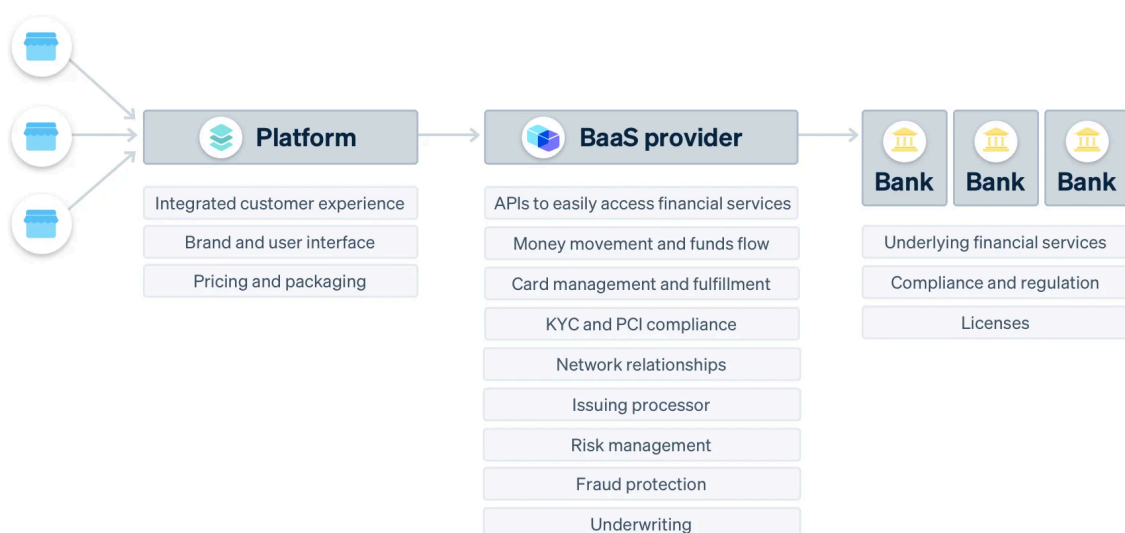 Platform
Integrated customer experience
Brand and user interface
Pricing and packaging
BaaS provider
APIs to easily access financial services
Money movement and funds flow
Card management and fulfillment
KYC and PCI compliance
Network relationships
Issuing processor
Risk management
Fraud protection
Underwriting
Bank Bank Bank
Underlying financial services
Compliance and regulation
Licenses